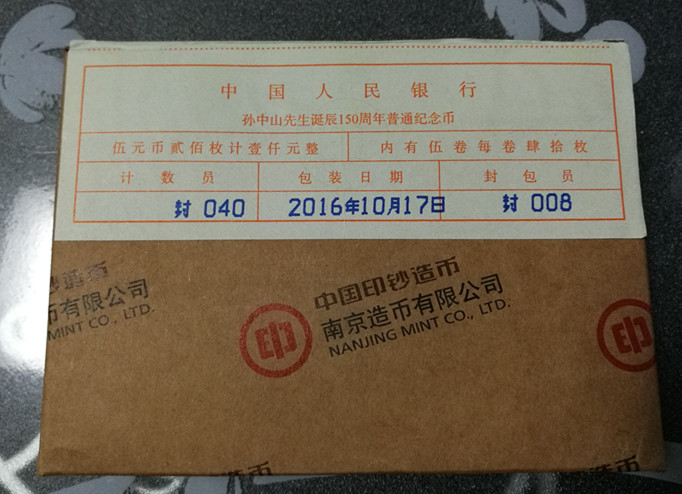 中国人民银行
孙中山先生诞辰150周年普通纪念币
伍元币贰佰枚计壹仟元整 内有伍卷每卷肆拾枚
计数员 包装日期 封包员
封 040 2016年10月17日 封 008
钞造币
币有限公司
MINT CO., LTD.
中国印钞造币
南京造币有限公司
NANJING MINT CO., LTD.
造币
中国